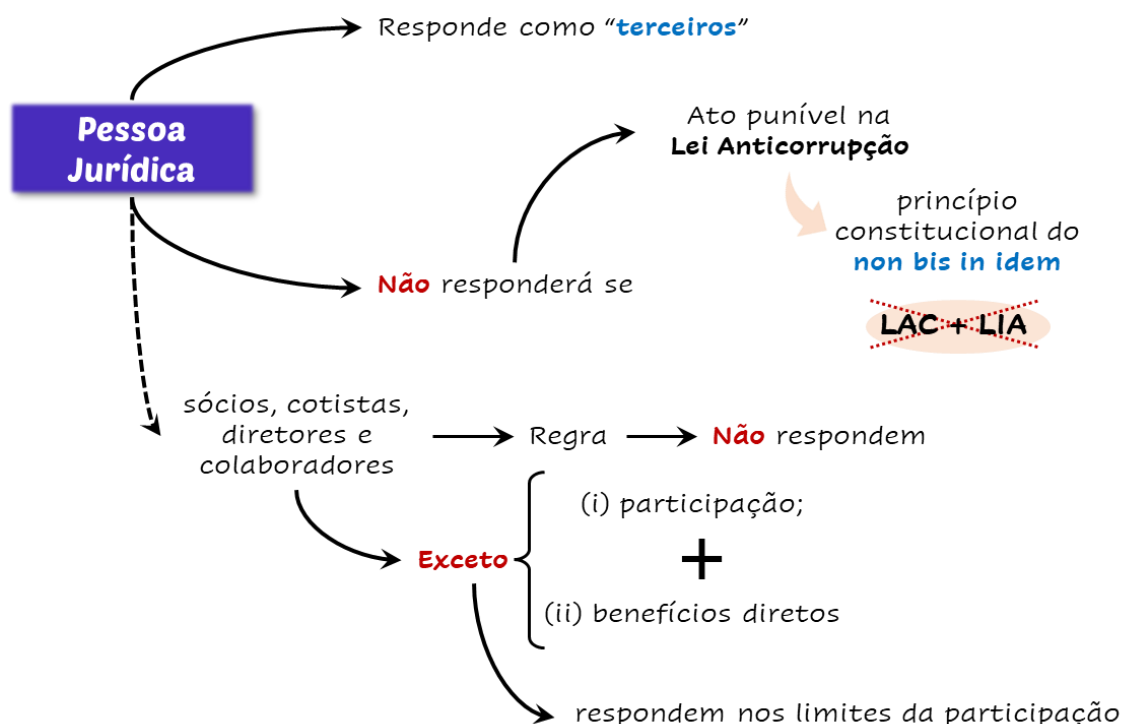 Responde como “terceiros”
Pessoa
Jurídica
Ato punível na
Lei Anticorrupção
princípio
constitucional do
non bis in idem
Não responderá se
LAC + LIA
sócios, cotistas,
diretores e
colaboradores
Regra
Não respondem
(i) participação;
+
Exceto
(ii) benefícios diretos
respondem nos limites da participação